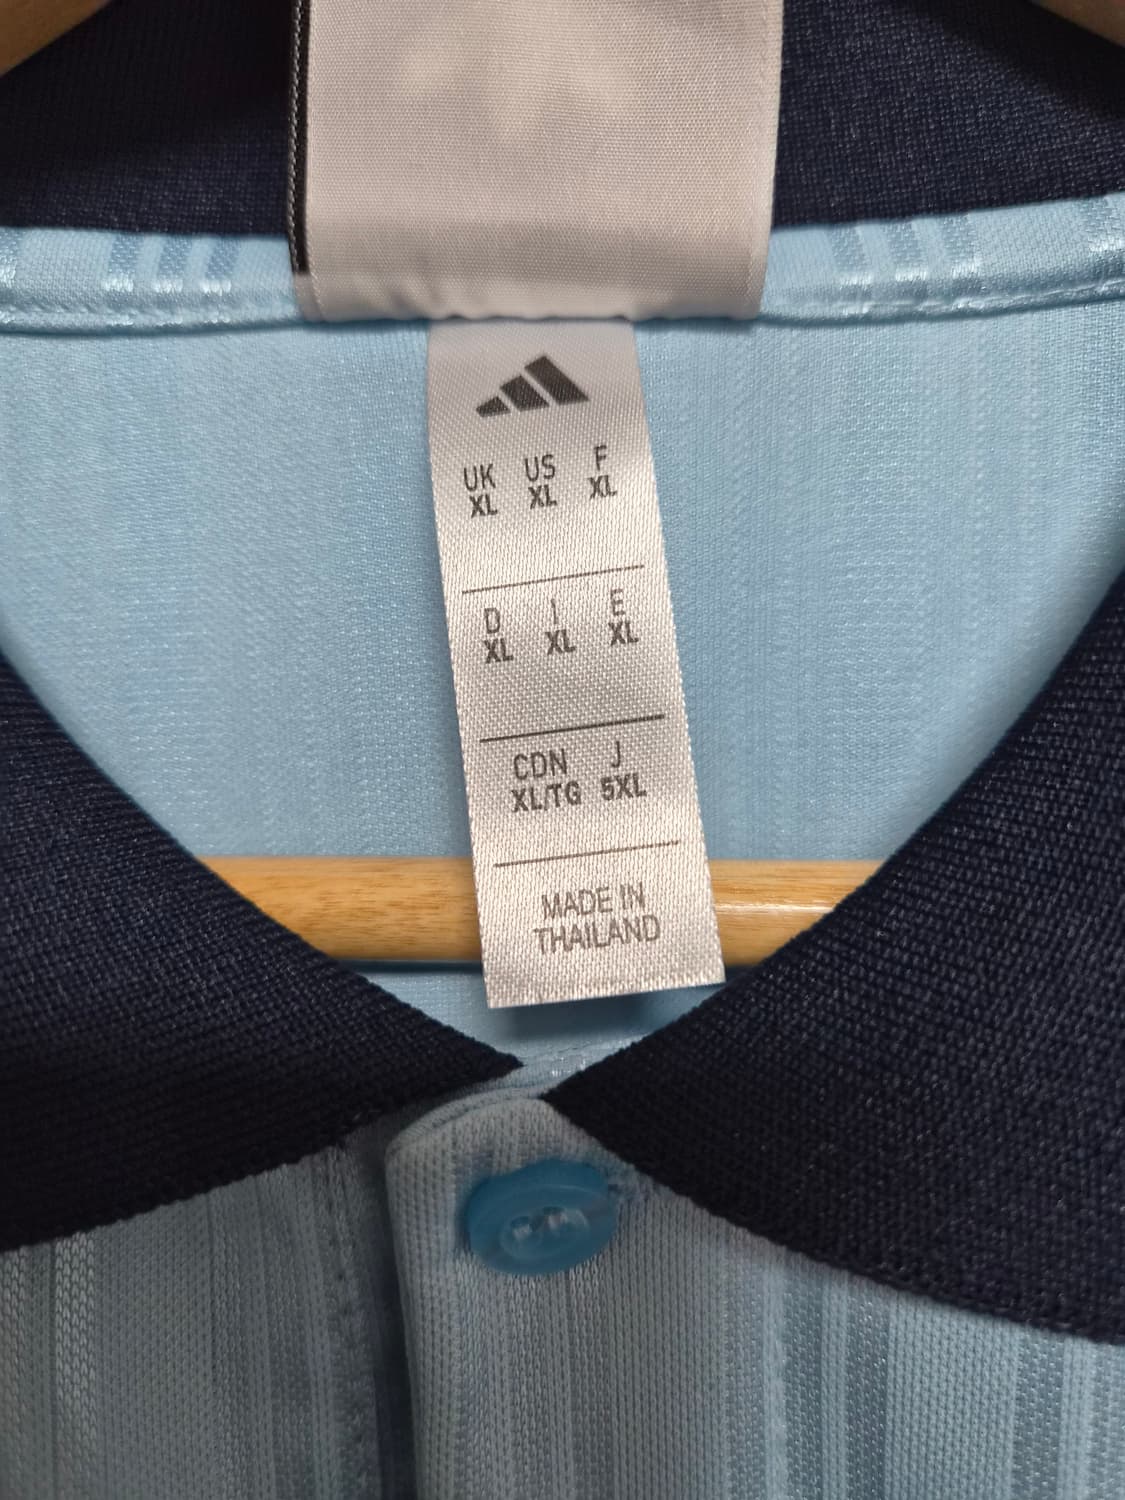 UK US F
XL XL XL
D I E
XL XL XL
CDN J
XL/TG 5XL
MADE IN
THAILAND